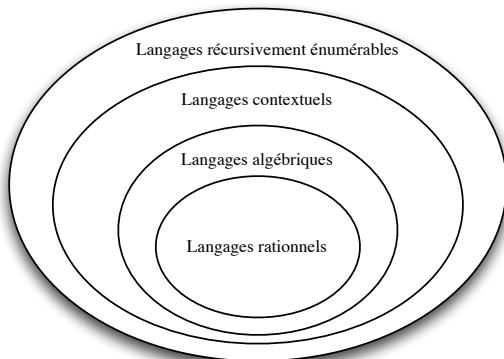 Langages récursivement énumérables
Langages contextuels
Langages algébriques
Langages rationnels